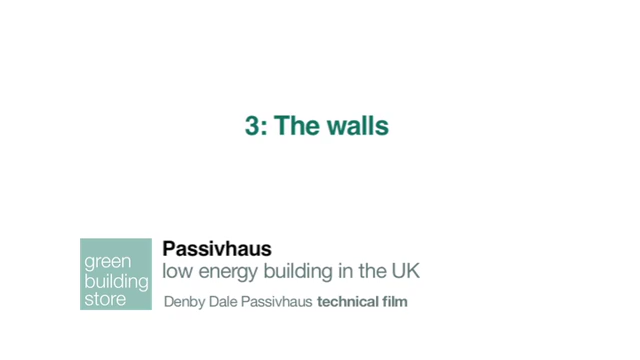 3: The walls
green
building
store
Passivhaus
low energy building in the UK
Denby Dale Passivhaus technical film